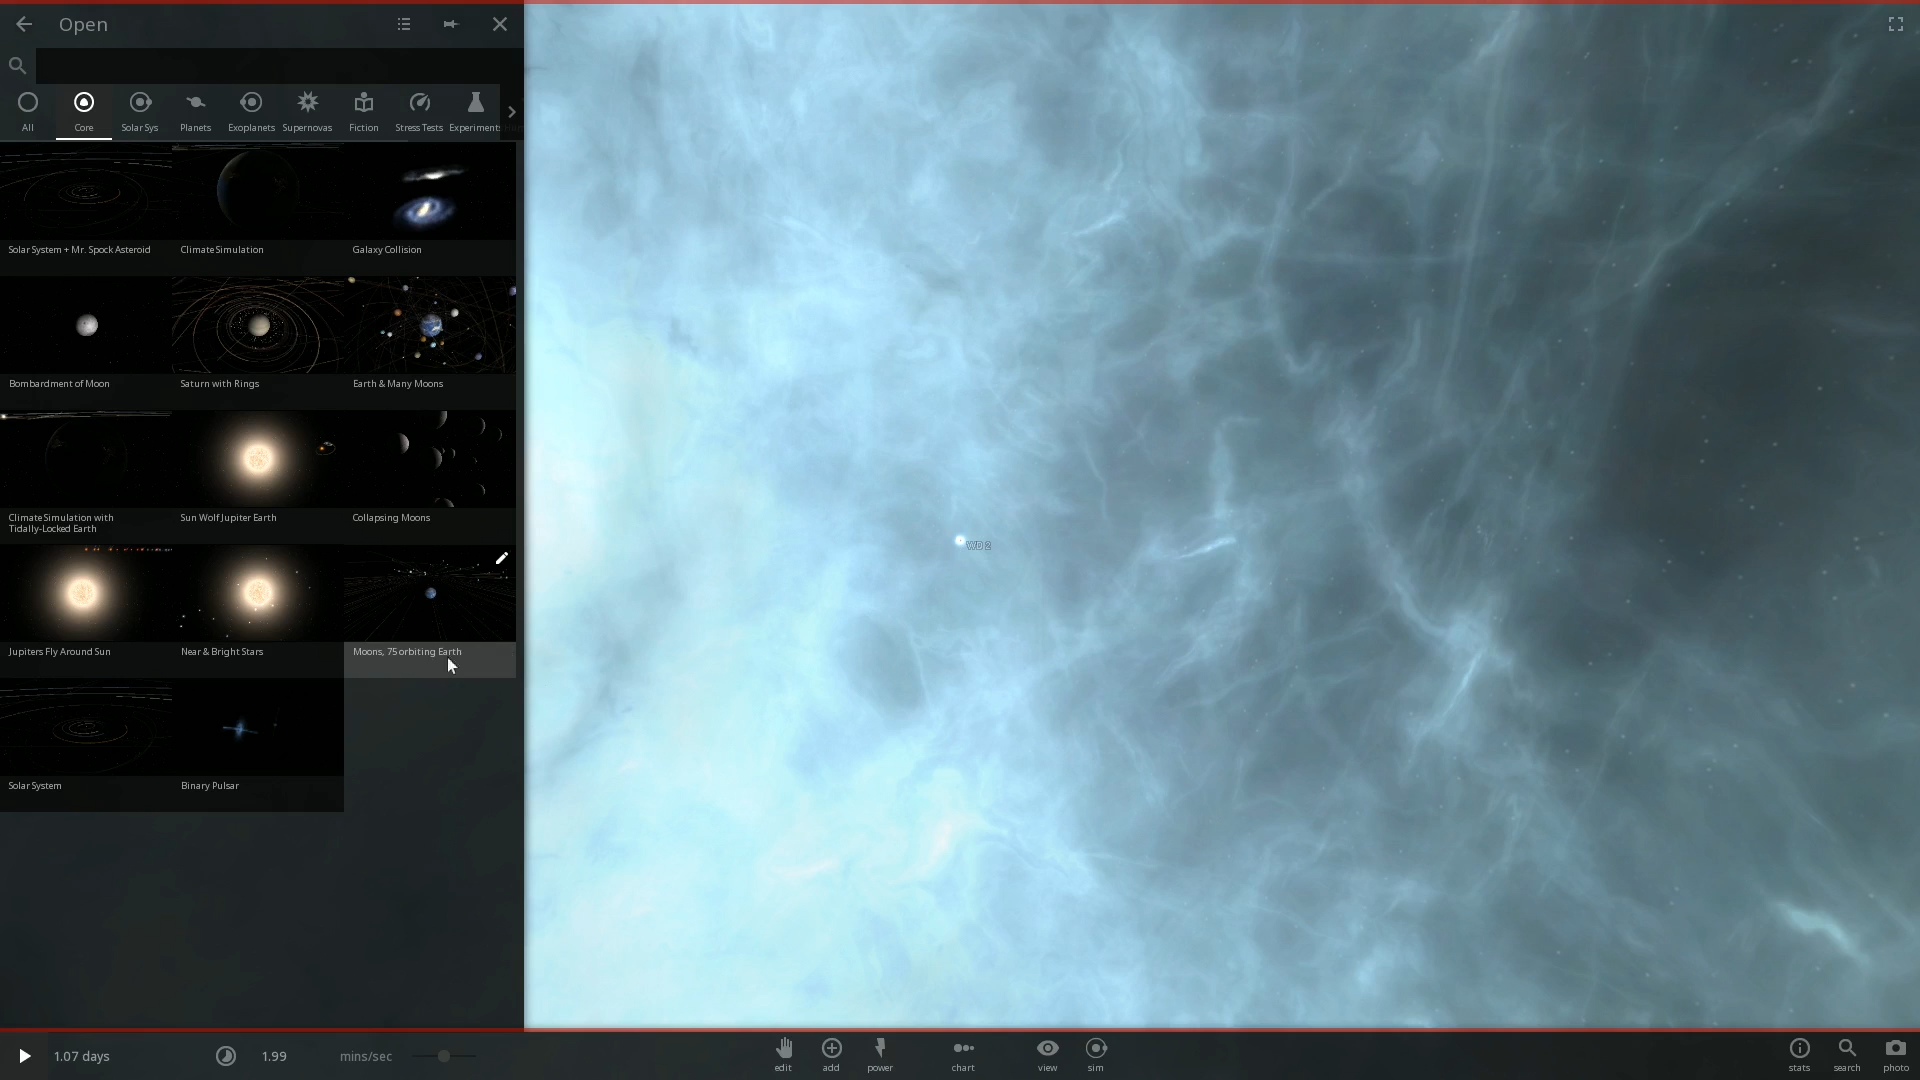 Open
All
Core
Solar Sys
Planets
Exoplanets
Supernovas
Fiction
Stress Tests
Experiment
Solar System + Mr. Spock Asteroid
Climate Simulation
Galaxy Collision
Bombardment of Moon
Saturn with Rings
Earth & Many Moons
Climate Simulation with
Tidally-Locked Earth
Sun Wolf Jupiter Earth
Collapsing Moons
Jupiters Fly Around Sun
Near & Bright Stars
Moons, 75 orbiting Earth
Solar System
Binary Pulsar
WD 2
1.07 days
1.99
mins/sec
edit
add
power
chart
view
sim
stats
search
photo